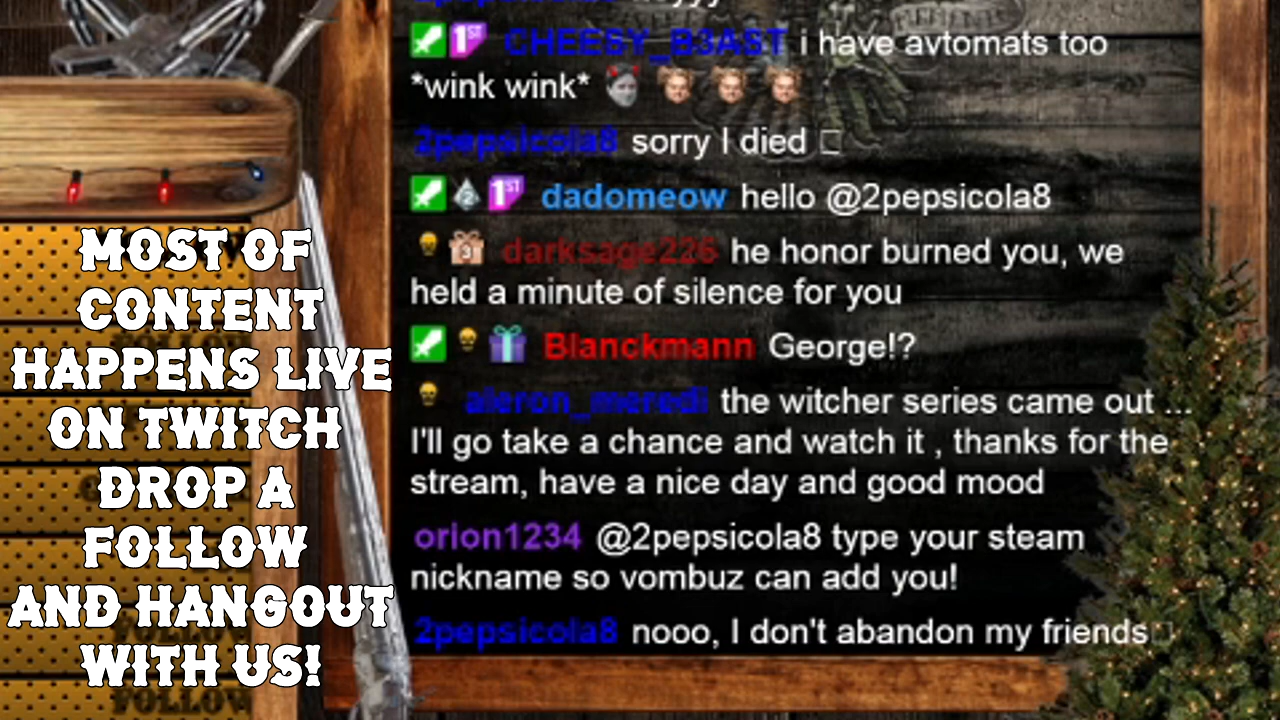 CHEESY_B3AST i have avtomats too
*wink wink*
2pepsicola8 sorry I died
dadomeow hello @2pepsicola8
darksage226 he honor burned you, we
held a minute of silence for you
Blanckmann George!?
aleron_meredi the witcher series came out ...
I'll go take a chance and watch it , thanks for the
stream, have a nice day and good mood
orion1234 @2pepsicola8 type your steam
nickname so vombuz can add you!
2pepsicola8 nooo, I don't abandon my friends
MOST OF
CONTENT
HAPPENS LIVE
ON TWITCH
DROP A
FOLLOW
AND HANGOUT
WITH US!
FOLLOW